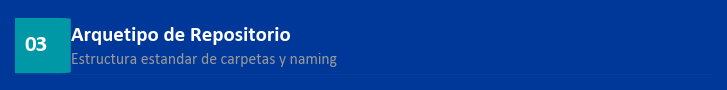 03
Arquetipo de Repositorio
Estructura estandar de carpetas y naming